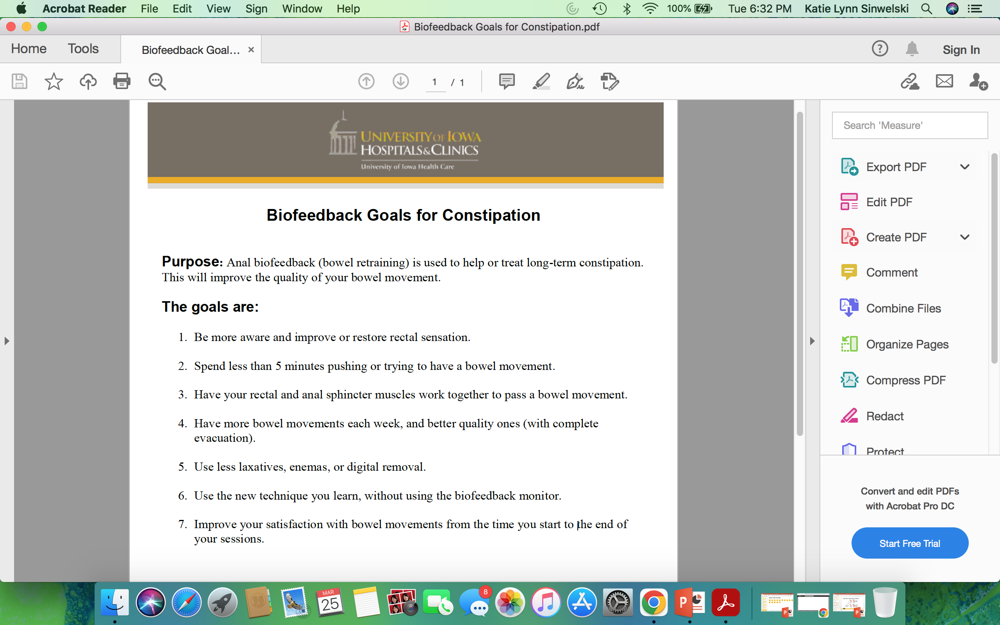 Acrobat Reader File Edit View Sign Window Help 100% Tue 6:32 PM Katie Lynn Sinwelski
Biofeedback Goals for Constipation.pdf
Home Tools Biofeedback Goal... × Sign In
1 / 1
UNIVERSITY OF IOWA
HOSPITALS & CLINICS
University of Iowa Health Care
Biofeedback Goals for Constipation
Purpose: Anal biofeedback (bowel retraining) is used to help or treat long-term constipation.
This will improve the quality of your bowel movement.
The goals are:
1. Be more aware and improve or restore rectal sensation.
2. Spend less than 5 minutes pushing or trying to have a bowel movement.
3. Have your rectal and anal sphincter muscles work together to pass a bowel movement.
4. Have more bowel movements each week, and better quality ones (with complete
evacuation).
5. Use less laxatives, enemas, or digital removal.
6. Use the new technique you learn, without using the biofeedback monitor.
7. Improve your satisfaction with bowel movements from the time you start to the end of
your sessions.
Search 'Measure'
Export PDF
Edit PDF
Create PDF
Comment
Combine Files
Organize Pages
Compress PDF
Redact
Protect
Convert and edit PDFs
with Acrobat Pro DC
Start Free Trial
MAR
25
8